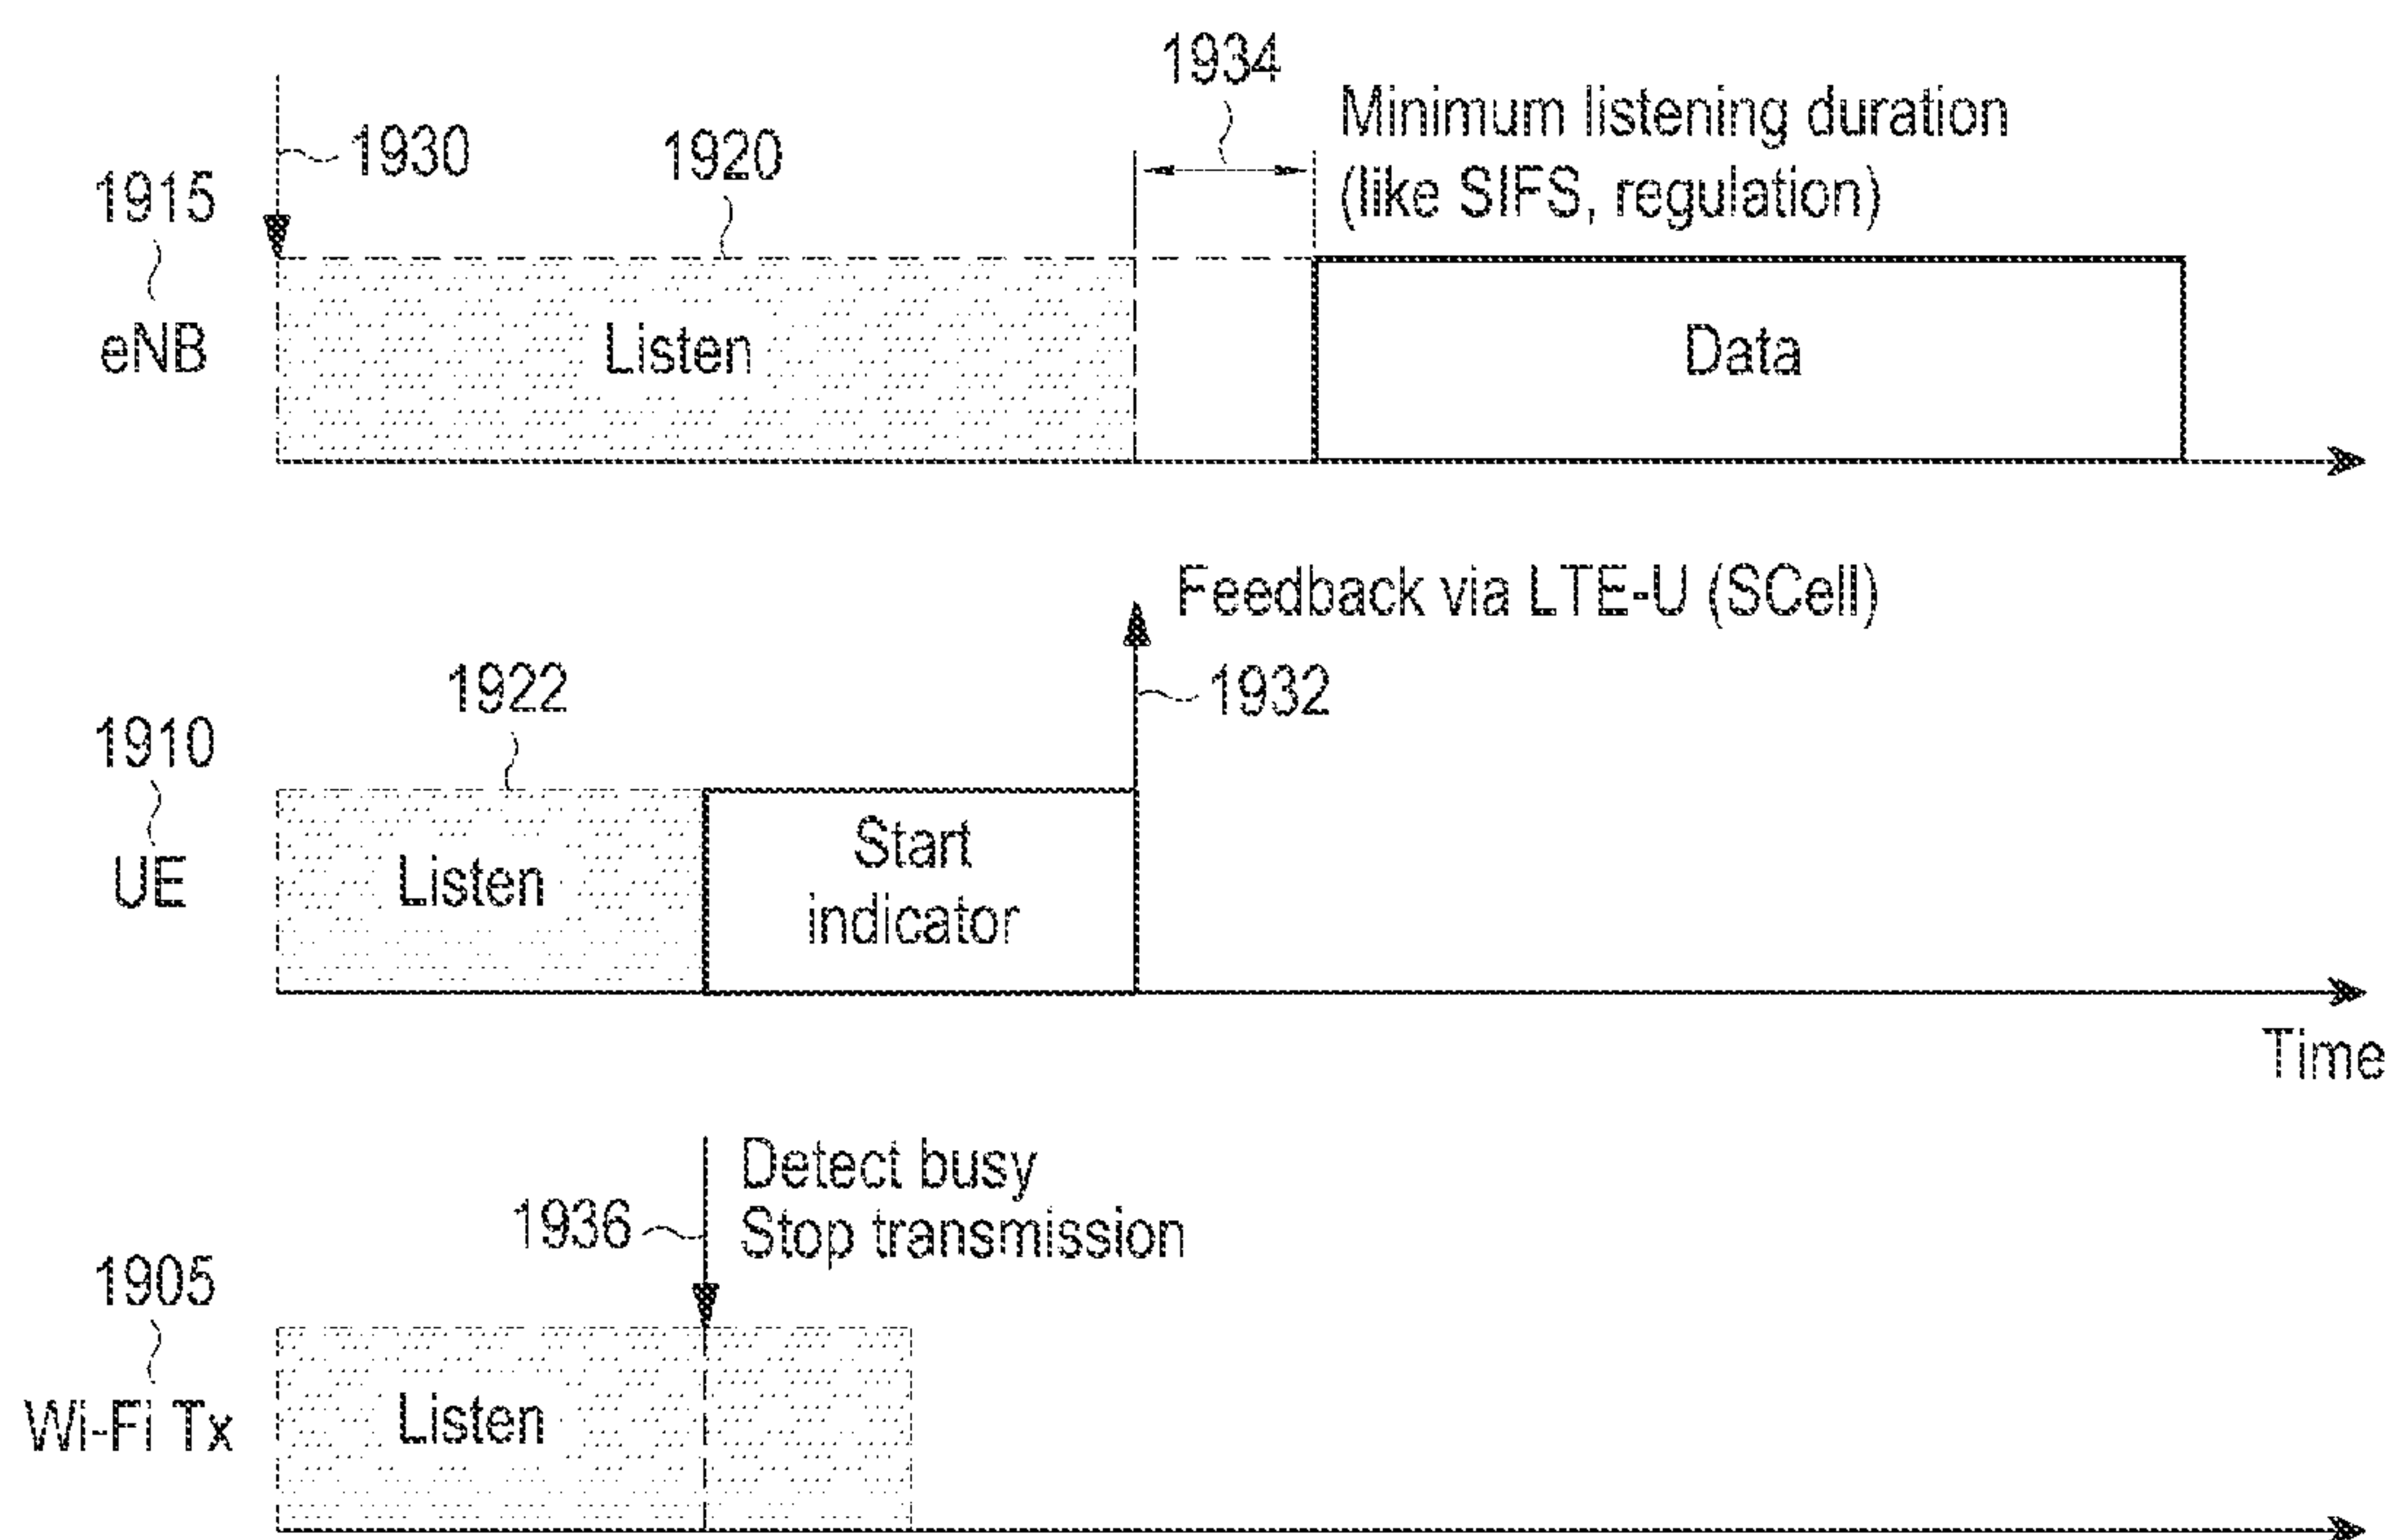 1934
Minimum listening duration
(like SIFS, regulation)
1930
1920
1915
eNB
Listen
Data
Feedback via LTE-U (SCell)
1932
1922
1910
UE
Listen
Start
indicator
Time
Detect busy
Stop transmission
1936
1905
Wi-Fi Tx
Listen